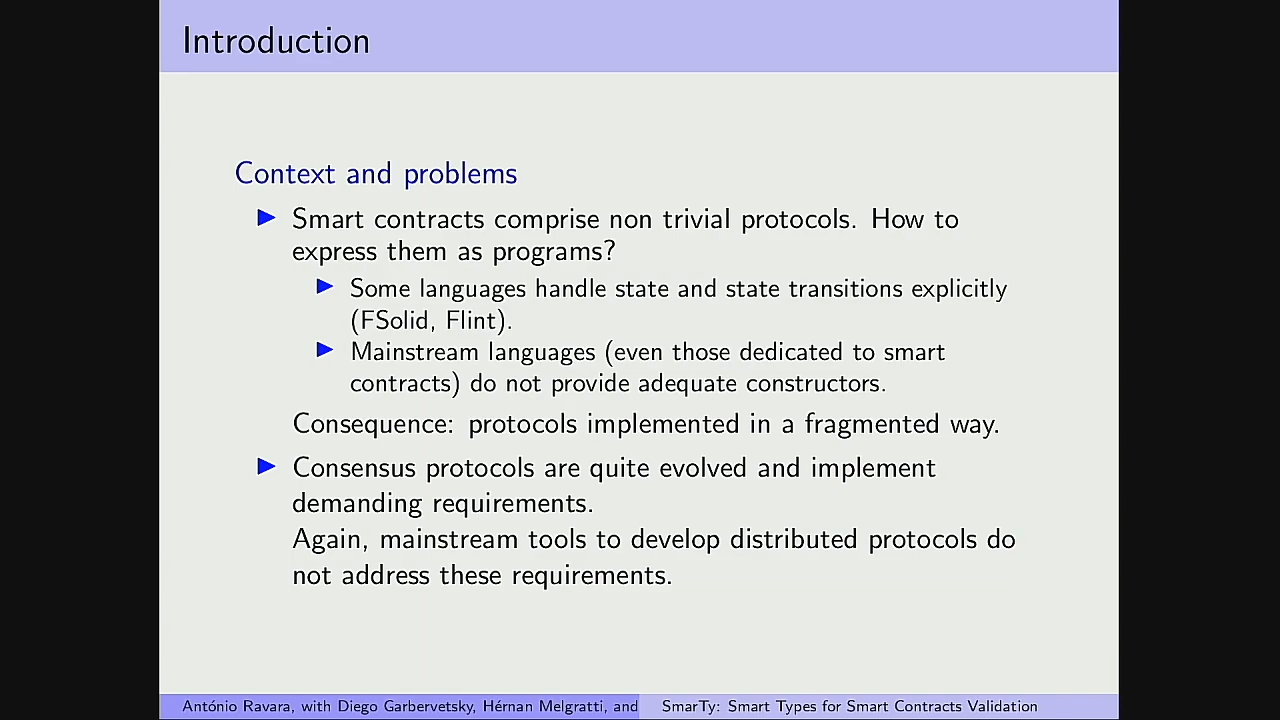 Introduction
Context and problems
Smart contracts comprise non trivial protocols. How to
express them as programs?
Some languages handle state and state transitions explicitly
(FSolid, Flint).
Mainstream languages (even those dedicated to smart
contracts) do not provide adequate constructors.
Consequence: protocols implemented in a fragmented way.
Consensus protocols are quite evolved and implement
demanding requirements.
Again, mainstream tools to develop distributed protocols do
not address these requirements.
António Ravara, with Diego Garbervetsky, Hérnan Melgratti, and
SmarTy: Smart Types for Smart Contracts Validation